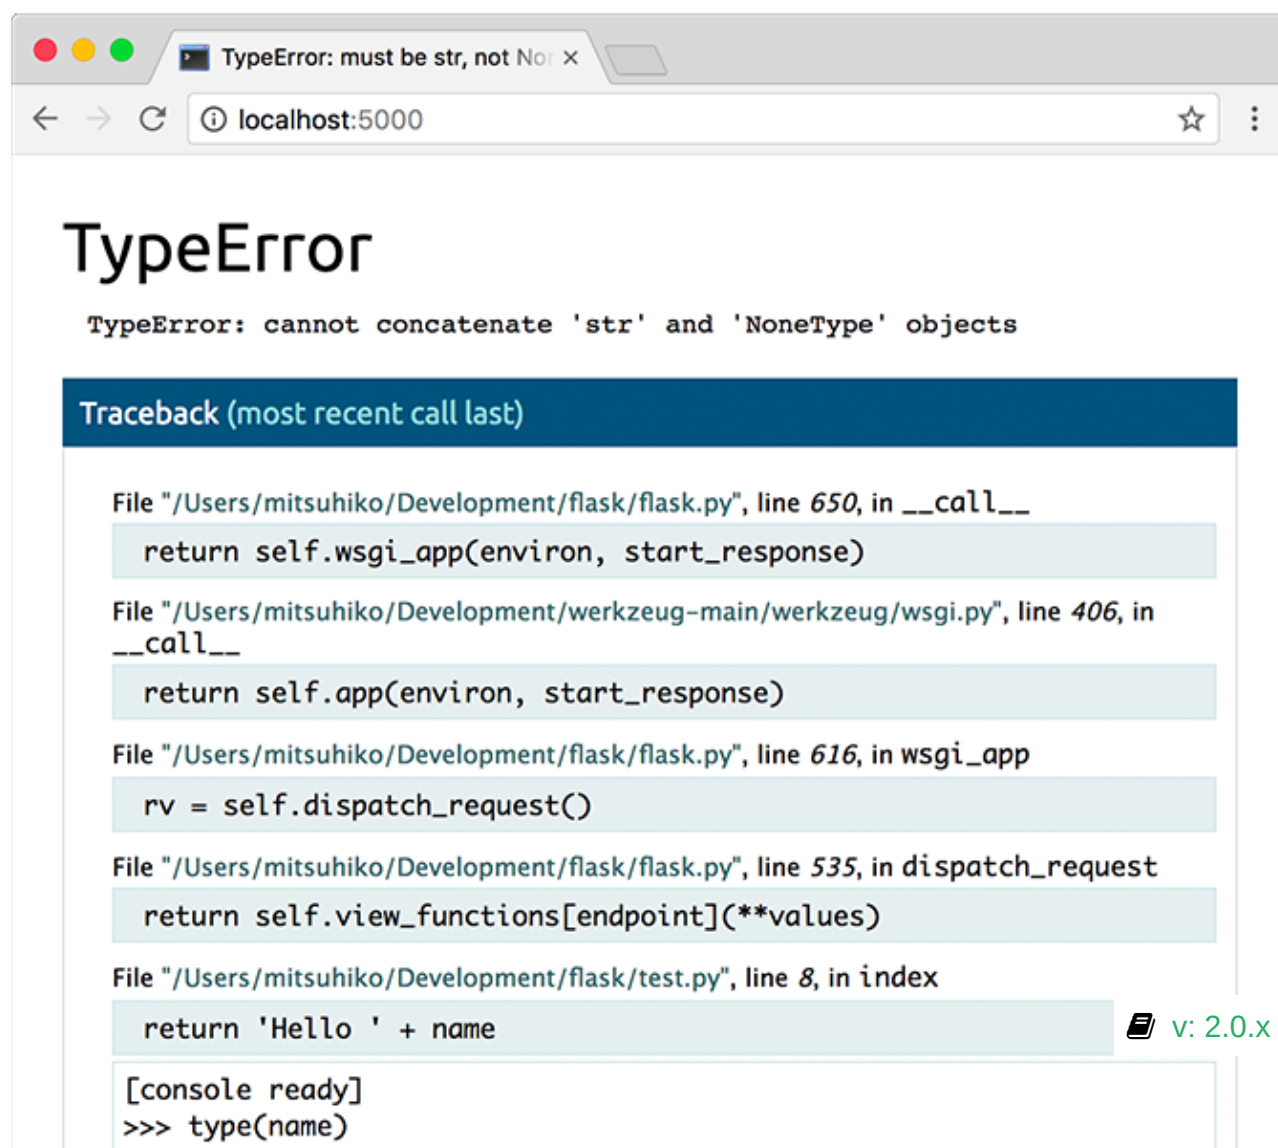 TypeError: must be str, not Non
localhost:5000
TypeError
TypeError: cannot concatenate 'str' and 'NoneType' objects
Traceback (most recent call last)
File "/Users/mitsuhiko/Development/flask/flask.py", line 650, in __call__
return self.wsgi_app(environ, start_response)
File "/Users/mitsuhiko/Development/werkzeug-main/werkzeug/wsgi.py", line 406, in
__call__
return self.app(environ, start_response)
File "/Users/mitsuhiko/Development/flask/flask.py", line 616, in wsgi_app
rv = self.dispatch_request()
File "/Users/mitsuhiko/Development/flask/flask.py", line 535, in dispatch_request
return self.view_functions[endpoint](**values)
File "/Users/mitsuhiko/Development/flask/test.py", line 8, in index
return 'Hello ' + name
v: 2.0.x
[console ready]
>>> type(name)